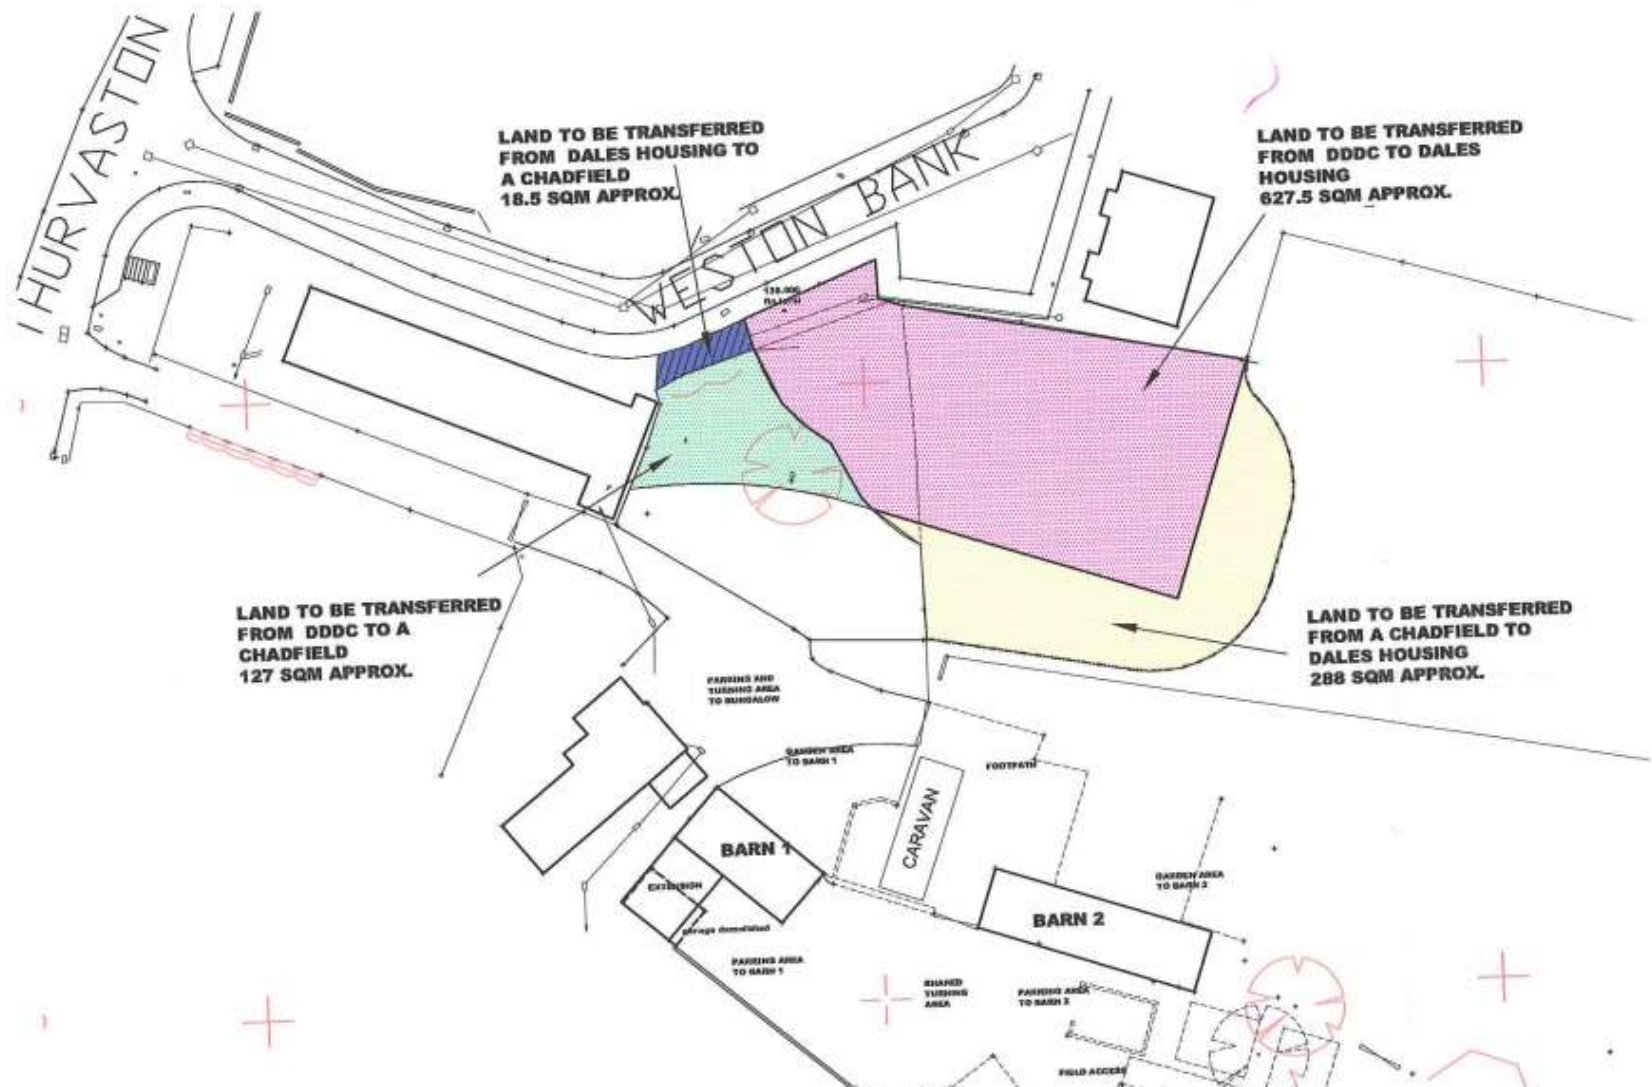 THURVASTON
LAND TO BE TRANSFERRED
FROM DALES HOUSING TO
A CHADFIELD
18.5 SQM APPROX.
WESTON BANK
LAND TO BE TRANSFERRED
FROM DDDC TO DALES
HOUSING
627.5 SQM APPROX.
LAND TO BE TRANSFERRED
FROM DDDC TO A
CHADFIELD
127 SQM APPROX.
LAND TO BE TRANSFERRED
FROM A CHADFIELD TO
DALES HOUSING
288 SQM APPROX.
PARKING AND
TURNING AREA
TO BUNGALOW
GARDEN AREA
TO BARN 1
FOOTPATH
CARAVAN
BARN 1
EXTENSION
garage demolished
PARKING AREA
TO BARN 1
GARDEN AREA
TO BARN 2
BARN 2
SHARED
TURNING
AREA
PARKING AREA
TO BARN 2
FIELD ACCESS